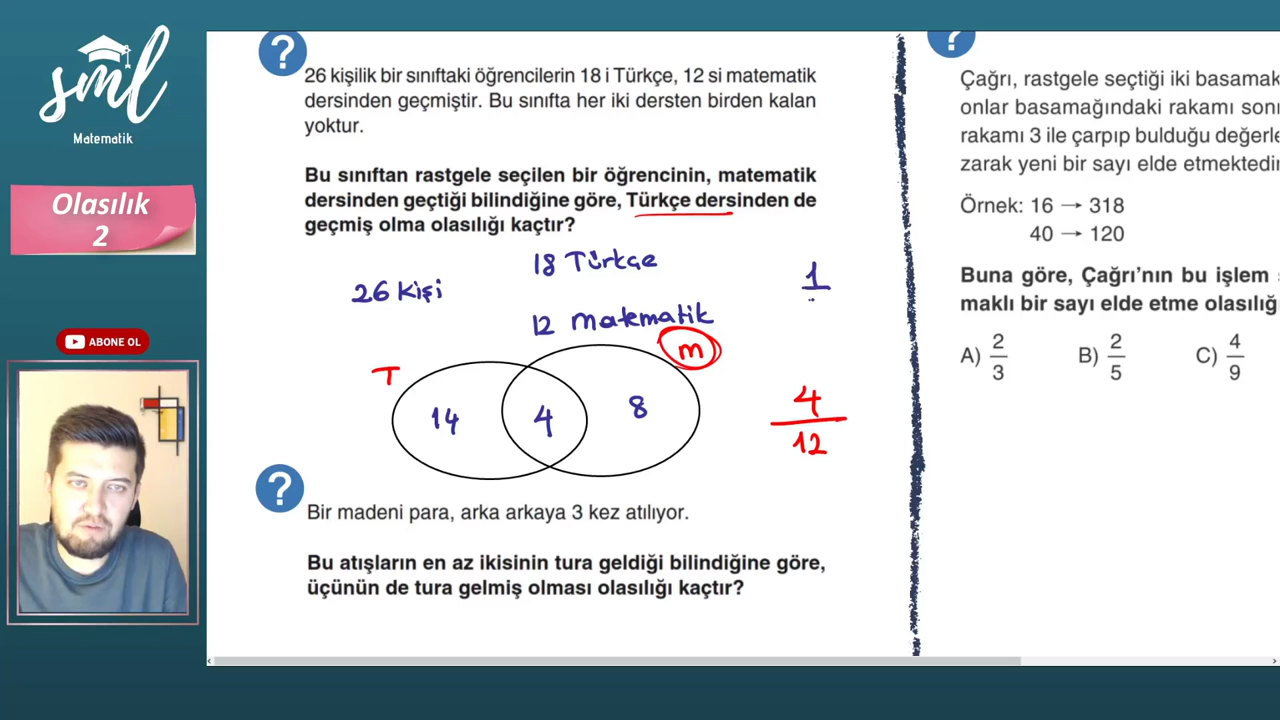 sml
Matematik
Olasılık
2
ABONE OL
26 kişilik bir sınıftaki öğrencilerin 18 i Türkçe, 12 si matematik
dersinden geçmiştir. Bu sınıfta her iki dersten birden kalan
yoktur.
Bu sınıftan rastgele seçilen bir öğrencinin, matematik
dersinden geçtiği bilindiğine göre, Türkçe dersinden de
geçmiş olma olasılığı kaçtır?
18 Türkçe
26 Kişi
12 Matematik
1
T
m
14
4
8
4
12
?
?
Bir madeni para, arka arkaya 3 kez atılıyor.
Bu atışların en az ikisinin tura geldiği bilindiğine göre,
üçünün de tura gelmiş olması olasılığı kaçtır?
?
Çağrı, rastgele seçtiği iki basamak
onlar basamağındaki rakamı sonı
rakamı 3 ile çarpıp bulduğu değerle
zarak yeni bir sayı elde etmektedir
Örnek: 16 → 318
40 → 120
Buna göre, Çağrı'nın bu işlem
maklı bir sayı elde etme olasılığ
A) 2/3 B) 2/5 C) 4/9